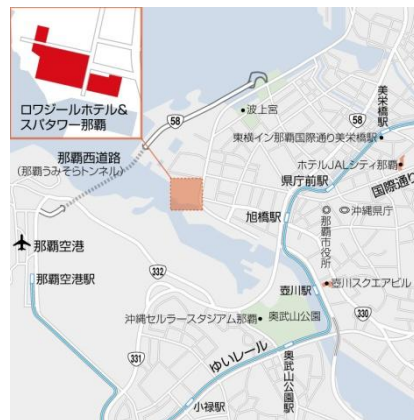 ロワジールホテル&
スパタワー那覇
58
波上宮
58
美栄橋駅
東横イン那覇国際通り美栄橋駅
那覇西道路
(那覇うみそらトンネル)
ホテルJALシティ那覇
県庁前駅
国際通り
旭橋駅
沖縄県庁
那覇市役所
那覇空港
332
那覇空港駅
壺川駅
壺川スクエアビル
沖縄セルラースタジアム那覇
奥武山公園
330
331
ゆいレール
奥武山公園駅
小禄駅